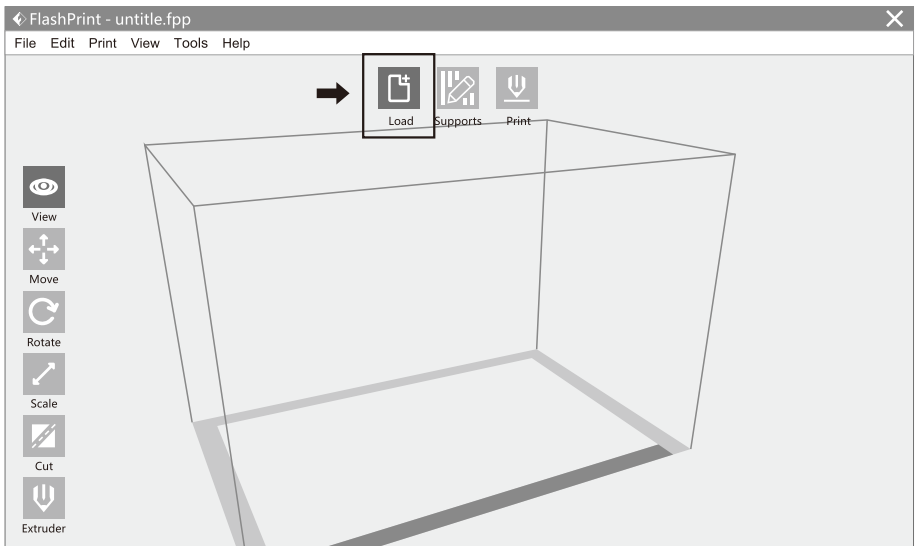 FlashPrint - untitle.fpp
File Edit Print View Tools Help
Load Supports Print
View
Move
Rotate
Scale
Cut
Extruder